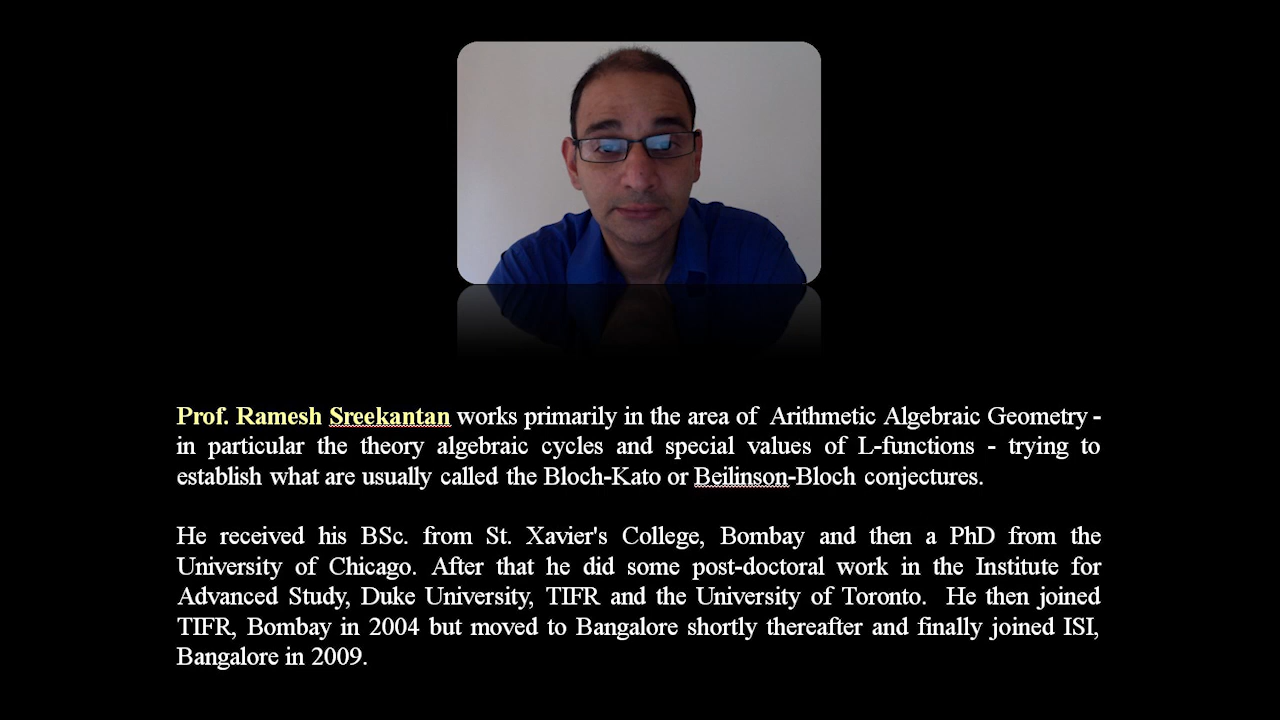 Prof. Ramesh Sreekantan works primarily in the area of Arithmetic Algebraic Geometry -
in particular the theory algebraic cycles and special values of L-functions - trying to
establish what are usually called the Bloch-Kato or Beilinson-Bloch conjectures.
He received his BSc. from St. Xavier's College, Bombay and then a PhD from the
University of Chicago. After that he did some post-doctoral work in the Institute for
Advanced Study, Duke University, TIFR and the University of Toronto. He then joined
TIFR, Bombay in 2004 but moved to Bangalore shortly thereafter and finally joined ISI,
Bangalore in 2009.